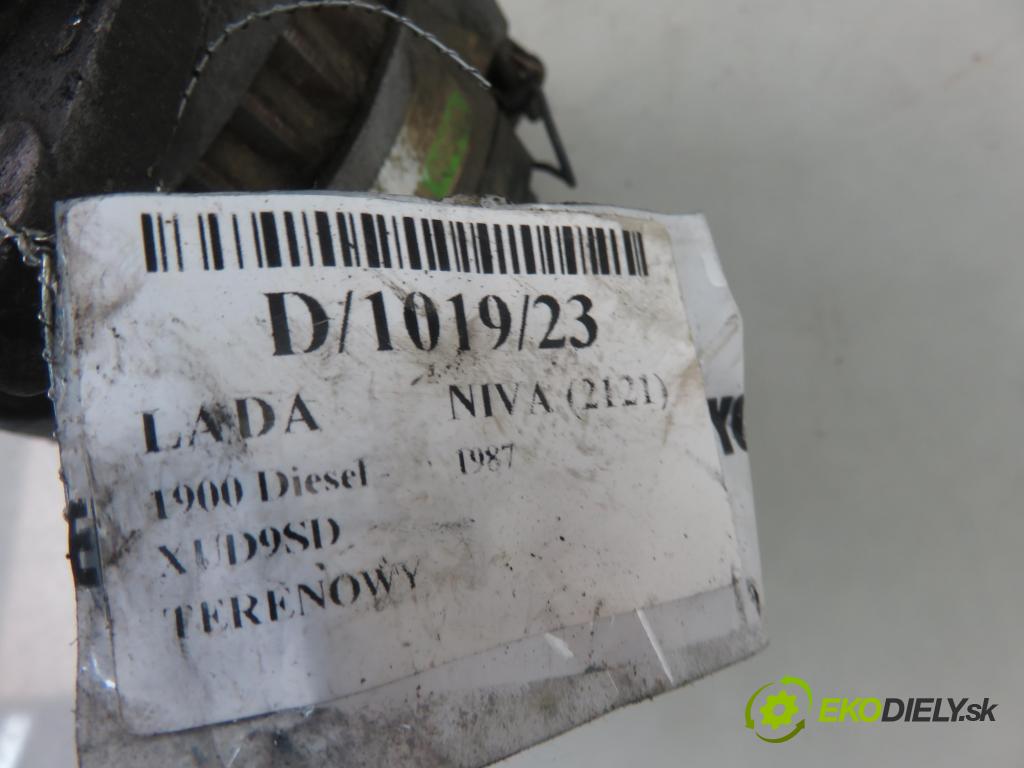 D/1019/23
LADA NIVA (2121)
1900 Diesel- 1987
XUD9SD
TERENOWY
EKODIELY.sk